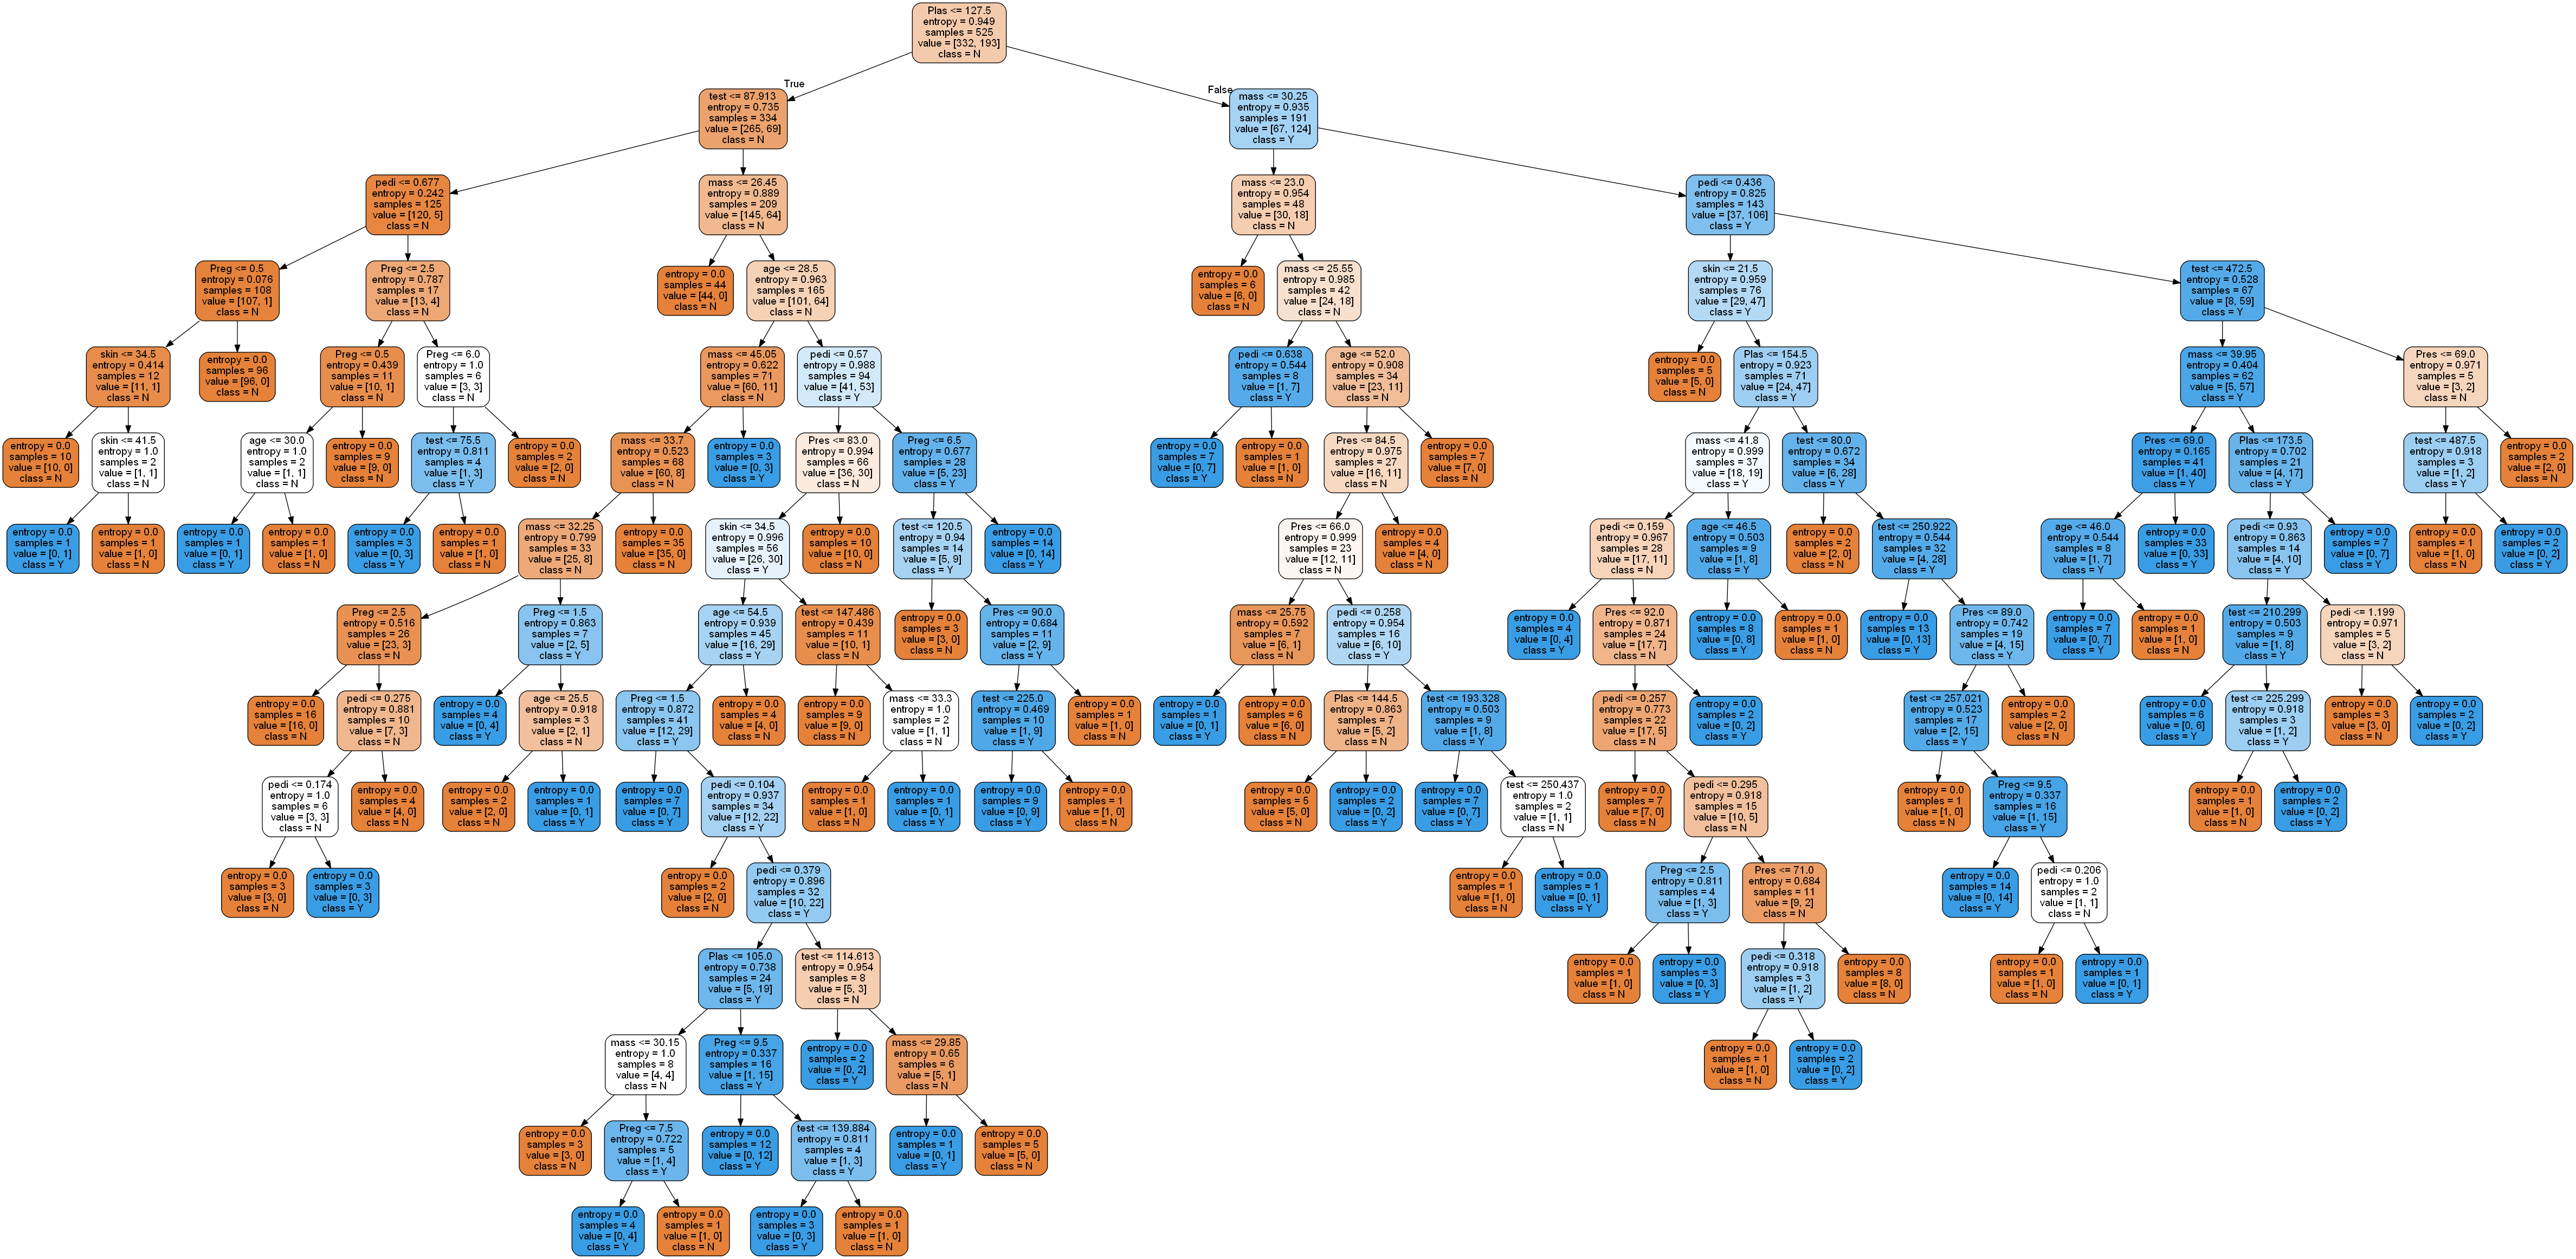 Plas <= 127.5
entropy = 0.949
samples = 525
value = [332, 193]
class = N
True
False
test <= 87.913
entropy = 0.735
samples = 334
value = [265, 69]
class = N
mass <= 30.25
entropy = 0.935
samples = 191
value = [67, 124]
class = Y
pedi <= 0.677
entropy = 0.242
samples = 125
value = [120, 5]
class = N
mass <= 26.45
entropy = 0.889
samples = 209
value = [145, 64]
class = N
mass <= 23.0
entropy = 0.954
samples = 48
value = [30, 18]
class = N
pedi <= 0.436
entropy = 0.825
samples = 143
value = [37, 106]
class = Y
Preg <= 0.5
entropy = 0.076
samples = 108
value = [107, 1]
class = N
Preg <= 2.5
entropy = 0.787
samples = 17
value = [13, 4]
class = N
entropy = 0.0
samples = 44
value = [44, 0]
class = N
age <= 28.5
entropy = 0.963
samples = 165
value = [101, 64]
class = N
entropy = 0.0
samples = 6
value = [6, 0]
class = N
mass <= 25.55
entropy = 0.985
samples = 42
value = [24, 18]
class = N
skin <= 21.5
entropy = 0.959
samples = 76
value = [29, 47]
class = Y
test <= 472.5
entropy = 0.528
samples = 67
value = [8, 59]
class = Y
skin <= 34.5
entropy = 0.414
samples = 12
value = [11, 1]
class = N
entropy = 0.0
samples = 96
value = [96, 0]
class = N
Preg <= 0.5
entropy = 0.439
samples = 11
value = [10, 1]
class = N
Preg <= 6.0
entropy = 1.0
samples = 6
value = [3, 3]
class = N
mass <= 45.05
entropy = 0.622
samples = 71
value = [60, 11]
class = N
pedi <= 0.57
entropy = 0.988
samples = 94
value = [41, 53]
class = Y
pedi <= 0.638
entropy = 0.544
samples = 8
value = [1, 7]
class = Y
age <= 52.0
entropy = 0.908
samples = 34
value = [23, 11]
class = N
entropy = 0.0
samples = 5
value = [5, 0]
class = N
Plas <= 154.5
entropy = 0.923
samples = 71
value = [24, 47]
class = Y
mass <= 39.95
entropy = 0.404
samples = 62
value = [5, 57]
class = Y
Pres <= 69.0
entropy = 0.971
samples = 5
value = [3, 2]
class = N
entropy = 0.0
samples = 10
value = [10, 0]
class = N
skin <= 41.5
entropy = 1.0
samples = 2
value = [1, 1]
class = N
age <= 30.0
entropy = 1.0
samples = 2
value = [1, 1]
class = N
entropy = 0.0
samples = 9
value = [9, 0]
class = N
test <= 75.5
entropy = 0.811
samples = 4
value = [1, 3]
class = Y
entropy = 0.0
samples = 2
value = [2, 0]
class = N
mass <= 33.7
entropy = 0.523
samples = 68
value = [60, 8]
class = N
entropy = 0.0
samples = 3
value = [0, 3]
class = Y
Pres <= 83.0
entropy = 0.994
samples = 66
value = [36, 30]
class = N
Preg <= 6.5
entropy = 0.677
samples = 28
value = [5, 23]
class = Y
entropy = 0.0
samples = 7
value = [0, 7]
class = Y
entropy = 0.0
samples = 1
value = [1, 0]
class = N
Pres <= 84.5
entropy = 0.975
samples = 27
value = [16, 11]
class = N
entropy = 0.0
samples = 7
value = [7, 0]
class = N
mass <= 41.8
entropy = 0.999
samples = 37
value = [18, 19]
class = Y
test <= 80.0
entropy = 0.672
samples = 34
value = [6, 28]
class = Y
Pres <= 69.0
entropy = 0.165
samples = 41
value = [1, 40]
class = Y
Plas <= 173.5
entropy = 0.702
samples = 21
value = [4, 17]
class = Y
test <= 487.5
entropy = 0.918
samples = 3
value = [1, 2]
class = Y
entropy = 0.0
samples = 2
value = [2, 0]
class = N
entropy = 0.0
samples = 1
value = [0, 1]
class = Y
entropy = 0.0
samples = 1
value = [1, 0]
class = N
entropy = 0.0
samples = 1
value = [0, 1]
class = Y
entropy = 0.0
samples = 1
value = [1, 0]
class = N
entropy = 0.0
samples = 3
value = [0, 3]
class = Y
entropy = 0.0
samples = 1
value = [1, 0]
class = N
mass <= 32.25
entropy = 0.799
samples = 33
value = [25, 8]
class = N
entropy = 0.0
samples = 35
value = [35, 0]
class = N
skin <= 34.5
entropy = 0.996
samples = 56
value = [26, 30]
class = Y
entropy = 0.0
samples = 10
value = [10, 0]
class = N
test <= 120.5
entropy = 0.94
samples = 14
value = [5, 9]
class = Y
entropy = 0.0
samples = 14
value = [0, 14]
class = Y
Pres <= 66.0
entropy = 0.999
samples = 23
value = [12, 11]
class = N
entropy = 0.0
samples = 4
value = [4, 0]
class = N
pedi <= 0.159
entropy = 0.967
samples = 28
value = [17, 11]
class = N
age <= 46.5
entropy = 0.503
samples = 9
value = [1, 8]
class = Y
entropy = 0.0
samples = 2
value = [2, 0]
class = N
test <= 250.922
entropy = 0.544
samples = 32
value = [4, 28]
class = Y
age <= 46.0
entropy = 0.544
samples = 8
value = [1, 7]
class = Y
entropy = 0.0
samples = 33
value = [0, 33]
class = Y
pedi <= 0.93
entropy = 0.863
samples = 14
value = [4, 10]
class = Y
entropy = 0.0
samples = 7
value = [0, 7]
class = Y
entropy = 0.0
samples = 1
value = [1, 0]
class = N
entropy = 0.0
samples = 2
value = [0, 2]
class = Y
Preg <= 2.5
entropy = 0.516
samples = 26
value = [23, 3]
class = N
Preg <= 1.5
entropy = 0.863
samples = 7
value = [2, 5]
class = Y
age <= 54.5
entropy = 0.939
samples = 45
value = [16, 29]
class = Y
test <= 147.486
entropy = 0.439
samples = 11
value = [10, 1]
class = N
entropy = 0.0
samples = 3
value = [3, 0]
class = N
Pres <= 90.0
entropy = 0.684
samples = 11
value = [2, 9]
class = Y
mass <= 25.75
entropy = 0.592
samples = 7
value = [6, 1]
class = N
pedi <= 0.258
entropy = 0.954
samples = 16
value = [6, 10]
class = Y
entropy = 0.0
samples = 4
value = [0, 4]
class = Y
Pres <= 92.0
entropy = 0.871
samples = 24
value = [17, 7]
class = N
entropy = 0.0
samples = 8
value = [0, 8]
class = Y
entropy = 0.0
samples = 1
value = [1, 0]
class = N
entropy = 0.0
samples = 13
value = [0, 13]
class = Y
Pres <= 89.0
entropy = 0.742
samples = 19
value = [4, 15]
class = Y
entropy = 0.0
samples = 7
value = [0, 7]
class = Y
entropy = 0.0
samples = 1
value = [1, 0]
class = N
test <= 210.299
entropy = 0.503
samples = 9
value = [1, 8]
class = Y
pedi <= 1.199
entropy = 0.971
samples = 5
value = [3, 2]
class = N
entropy = 0.0
samples = 16
value = [16, 0]
class = N
pedi <= 0.275
entropy = 0.881
samples = 10
value = [7, 3]
class = N
entropy = 0.0
samples = 4
value = [0, 4]
class = Y
age <= 25.5
entropy = 0.918
samples = 3
value = [2, 1]
class = N
Preg <= 1.5
entropy = 0.872
samples = 41
value = [12, 29]
class = Y
entropy = 0.0
samples = 4
value = [4, 0]
class = N
entropy = 0.0
samples = 9
value = [9, 0]
class = N
mass <= 33.3
entropy = 1.0
samples = 2
value = [1, 1]
class = N
test <= 225.0
entropy = 0.469
samples = 10
value = [1, 9]
class = Y
entropy = 0.0
samples = 1
value = [1, 0]
class = N
entropy = 0.0
samples = 1
value = [0, 1]
class = Y
entropy = 0.0
samples = 6
value = [6, 0]
class = N
Plas <= 144.5
entropy = 0.863
samples = 7
value = [5, 2]
class = N
test <= 193.328
entropy = 0.503
samples = 9
value = [1, 8]
class = Y
pedi <= 0.257
entropy = 0.773
samples = 22
value = [17, 5]
class = N
entropy = 0.0
samples = 2
value = [0, 2]
class = Y
test <= 257.021
entropy = 0.523
samples = 17
value = [2, 15]
class = Y
entropy = 0.0
samples = 2
value = [2, 0]
class = N
entropy = 0.0
samples = 6
value = [0, 6]
class = Y
test <= 225.299
entropy = 0.918
samples = 3
value = [1, 2]
class = Y
entropy = 0.0
samples = 3
value = [3, 0]
class = N
entropy = 0.0
samples = 2
value = [0, 2]
class = Y
pedi <= 0.174
entropy = 1.0
samples = 6
value = [3, 3]
class = N
entropy = 0.0
samples = 4
value = [4, 0]
class = N
entropy = 0.0
samples = 2
value = [2, 0]
class = N
entropy = 0.0
samples = 1
value = [0, 1]
class = Y
entropy = 0.0
samples = 7
value = [0, 7]
class = Y
pedi <= 0.104
entropy = 0.937
samples = 34
value = [12, 22]
class = Y
entropy = 0.0
samples = 1
value = [1, 0]
class = N
entropy = 0.0
samples = 1
value = [0, 1]
class = Y
entropy = 0.0
samples = 9
value = [0, 9]
class = Y
entropy = 0.0
samples = 1
value = [1, 0]
class = N
entropy = 0.0
samples = 5
value = [5, 0]
class = N
entropy = 0.0
samples = 2
value = [0, 2]
class = Y
entropy = 0.0
samples = 7
value = [0, 7]
class = Y
test <= 250.437
entropy = 1.0
samples = 2
value = [1, 1]
class = N
entropy = 0.0
samples = 7
value = [7, 0]
class = N
pedi <= 0.295
entropy = 0.918
samples = 15
value = [10, 5]
class = N
entropy = 0.0
samples = 1
value = [1, 0]
class = N
Preg <= 9.5
entropy = 0.337
samples = 16
value = [1, 15]
class = Y
entropy = 0.0
samples = 1
value = [1, 0]
class = N
entropy = 0.0
samples = 2
value = [0, 2]
class = Y
entropy = 0.0
samples = 3
value = [3, 0]
class = N
entropy = 0.0
samples = 3
value = [0, 3]
class = Y
entropy = 0.0
samples = 2
value = [2, 0]
class = N
pedi <= 0.379
entropy = 0.896
samples = 32
value = [10, 22]
class = Y
entropy = 0.0
samples = 1
value = [1, 0]
class = N
entropy = 0.0
samples = 1
value = [0, 1]
class = Y
Preg <= 2.5
entropy = 0.811
samples = 4
value = [1, 3]
class = Y
Pres <= 71.0
entropy = 0.684
samples = 11
value = [9, 2]
class = N
entropy = 0.0
samples = 14
value = [0, 14]
class = Y
pedi <= 0.206
entropy = 1.0
samples = 2
value = [1, 1]
class = N
Plas <= 105.0
entropy = 0.738
samples = 24
value = [5, 19]
class = Y
test <= 114.613
entropy = 0.954
samples = 8
value = [5, 3]
class = N
entropy = 0.0
samples = 1
value = [1, 0]
class = N
entropy = 0.0
samples = 3
value = [0, 3]
class = Y
pedi <= 0.318
entropy = 0.918
samples = 3
value = [1, 2]
class = Y
entropy = 0.0
samples = 8
value = [8, 0]
class = N
entropy = 0.0
samples = 1
value = [1, 0]
class = N
entropy = 0.0
samples = 1
value = [0, 1]
class = Y
mass <= 30.15
entropy = 1.0
samples = 8
value = [4, 4]
class = N
Preg <= 9.5
entropy = 0.337
samples = 16
value = [1, 15]
class = Y
entropy = 0.0
samples = 2
value = [0, 2]
class = Y
mass <= 29.85
entropy = 0.65
samples = 6
value = [5, 1]
class = N
entropy = 0.0
samples = 1
value = [1, 0]
class = N
entropy = 0.0
samples = 2
value = [0, 2]
class = Y
entropy = 0.0
samples = 3
value = [3, 0]
class = N
Preg <= 7.5
entropy = 0.722
samples = 5
value = [1, 4]
class = Y
entropy = 0.0
samples = 12
value = [0, 12]
class = Y
test <= 139.884
entropy = 0.811
samples = 4
value = [1, 3]
class = Y
entropy = 0.0
samples = 1
value = [0, 1]
class = Y
entropy = 0.0
samples = 5
value = [5, 0]
class = N
entropy = 0.0
samples = 4
value = [0, 4]
class = Y
entropy = 0.0
samples = 1
value = [1, 0]
class = N
entropy = 0.0
samples = 3
value = [0, 3]
class = Y
entropy = 0.0
samples = 1
value = [1, 0]
class = N